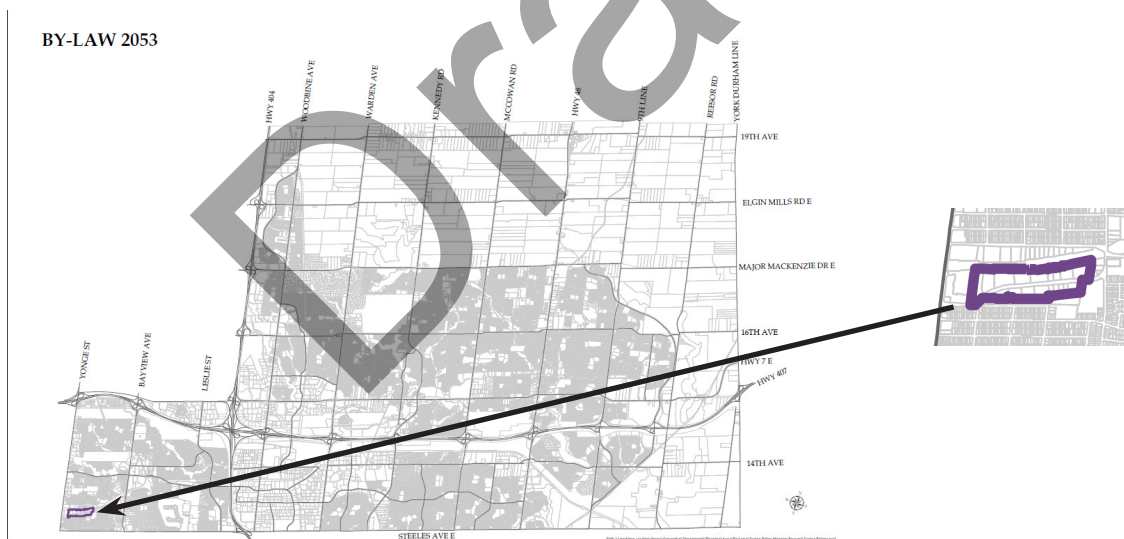 BY-LAW 2053
Dra
HWY 404
WOODBINE AVE
WARDEN AVE
KENNEDY RD
MCCOWAN RD
HWY 48
9TH LINE
REESOR RD
YORK DURHAM LINE
19TH AVE
ELGIN MILLS RD E
MAJOR MACKENZIE DR E
16TH AVE
HWY 7 E
HWY 407
YONGE ST
BAYVIEW AVE
LESLIE ST
14TH AVE
STEELES AVE E